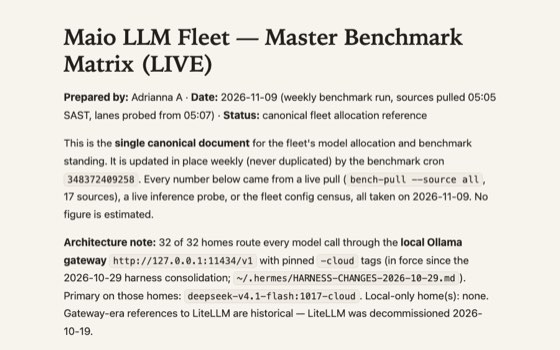 Maio LLM Fleet — Master Benchmark
Matrix (LIVE)
Prepared by: Adrianna A · Date: 2026-11-09 (weekly benchmark run, sources pulled 05:05
SAST, lanes probed from 05:07) · Status: canonical fleet allocation reference
This is the single canonical document for the fleet's model allocation and benchmark
standing. It is updated in place weekly (never duplicated) by the benchmark cron
348372409258 . Every number below came from a live pull ( bench-pull --source all ,
17 sources), a live inference probe, or the fleet config census, all taken on 2026-11-09. No
figure is estimated.
Architecture note: 32 of 32 homes route every model call through the local Ollama
gateway http://127.0.0.1:11434/v1 with pinned -cloud tags (in force since the
2026-10-29 harness consolidation; ~/.hermes/HARNESS-CHANGES-2026-10-29.md ).
Primary on those homes: deepseek-v4.1-flash:1017-cloud . Local-only home(s): none.
Gateway-era references to LiteLLM are historical — LiteLLM was decommissioned 2026-
10-19.